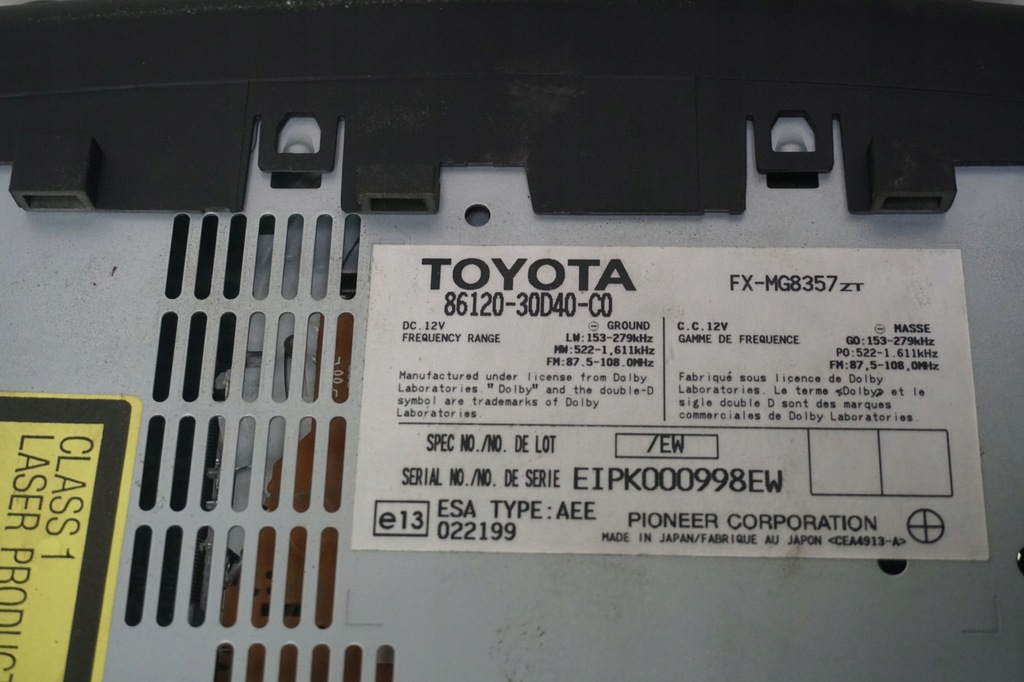 TOYOTA
86120-30D40-C0
FX-MG8357ZT
DC.12V ⊖ GROUND
FREQUENCY RANGE LW:153-279kHz
MW:522-1,611kHz
FM:87.5-108.0MHz
Manufactured under license from Dolby
Laboratories. "Dolby" and the double-D
symbol are trademarks of Dolby
Laboratories.
C.C.12V ⊖ MASSE
GAMME DE FREQUENCE GO:153-279kHz
PO:522-1.611kHz
FM:87,5-108,0MHz
Fabriqué sous licence de Dolby
Laboratories. Le terme «Dolby» et le
sigle double D sont des marques
commerciales de Dolby Laboratories.
SPEC NO./NO. DE LOT /EW
SERIAL NO./NO. DE SERIE EIPK000998EW
e13 ESA TYPE:AEE
022199
PIONEER CORPORATION
MADE IN JAPAN/FABRIQUE AU JAPON <CEA4913-A>
CLASS 1
LASER PRODUCT